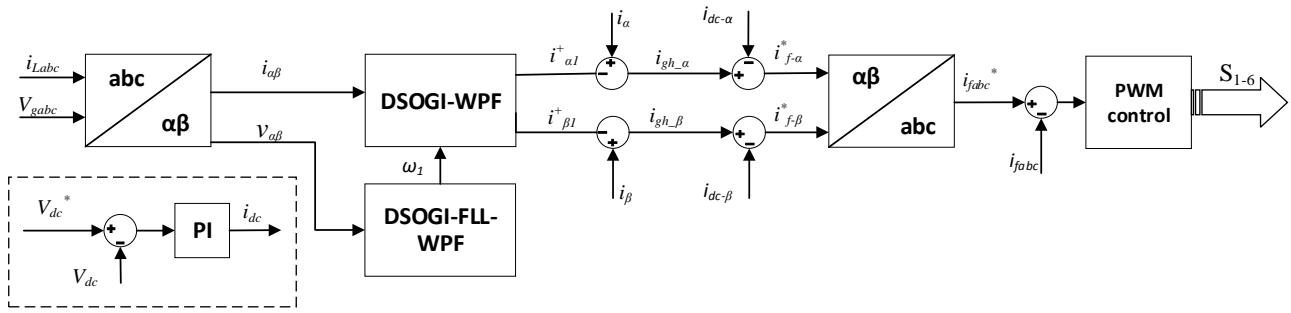 i_Labc
V_gabc
abc
αβ
i_αβ
v_αβ
DSOGI-WPF
ω_1
DSOGI-FLL-
WPF
i^+_α1
i^+_β1
i_α
i_β
i_gh_α
i_gh_β
i_dc-α
i_dc-β
i^*_f-α
i^*_f-β
αβ
abc
i_fabc^*
i_fabc
PWM
control
S_1-6
V_dc^*
V_dc
PI
i_dc